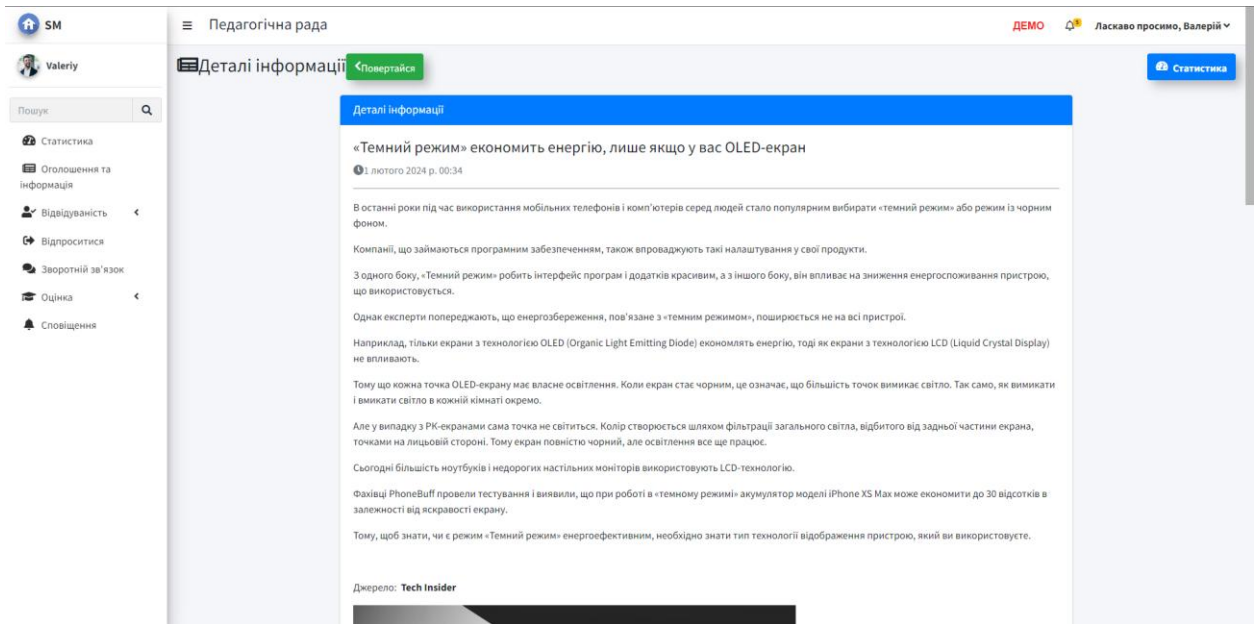 SM
Педагогічна рада
ДЕМО
5
Ласкаво просимо, Валерій
Valeriy
Деталі інформації
Повертайся
Статистика
Пошук
Статистика
Оголошення та
інформація
Відвідуваність
Відпроситися
Зворотній зв'язок
Оцінка
Сповіщення
Деталі інформації
«Темний режим» економить енергію, лише якщо у вас OLED-екран
1 лютого 2024 р. 00:34
В останні роки під час використання мобільних телефонів і комп'ютерів серед людей стало популярним вибирати «темний режим» або режим із чорним
фоном.
Компанії, що займаються програмним забезпеченням, також впроваджують такі налаштування у свої продукти.
З одного боку, «Темний режим» робить інтерфейс програм і додатків красивим, а з іншого боку, він впливає на зниження енергоспоживання пристрою,
що використовується.
Однак експерти попереджають, що енергозбереження, пов'язане з «темним режимом», поширюється не на всі пристрої.
Наприклад, тільки екрани з технологією OLED (Organic Light Emitting Diode) економлять енергію, тоді як екрани з технологією LCD (Liquid Crystal Display)
не впливають.
Тому що кожна точка OLED-екрану має власне освітлення. Коли екран стає чорним, це означає, що більшість точок вимикає світло. Так само, як вимикати
і вмикати світло в кожній кімнаті окремо.
Але у випадку з РК-екранами сама точка не світиться. Колір створюється шляхом фільтрації загального світла, відбитого від задньої частини екрана,
точками на лицьовій стороні. Тому екран повністю чорний, але освітлення все ще працює.
Сьогодні більшість ноутбуків і недорогих настільних моніторів використовують LCD-технологію.
Фахівці PhoneBuff провели тестування і виявили, що при роботі в «темному режимі» акумулятор моделі iPhone XS Max може економити до 30 відсотків в
залежності від яскравості екрану.
Тому, щоб знати, чи є режим «Темний режим» енергоефективним, необхідно знати тип технології відображення пристрою, який ви використовуєте.
Джерело: Tech Insider